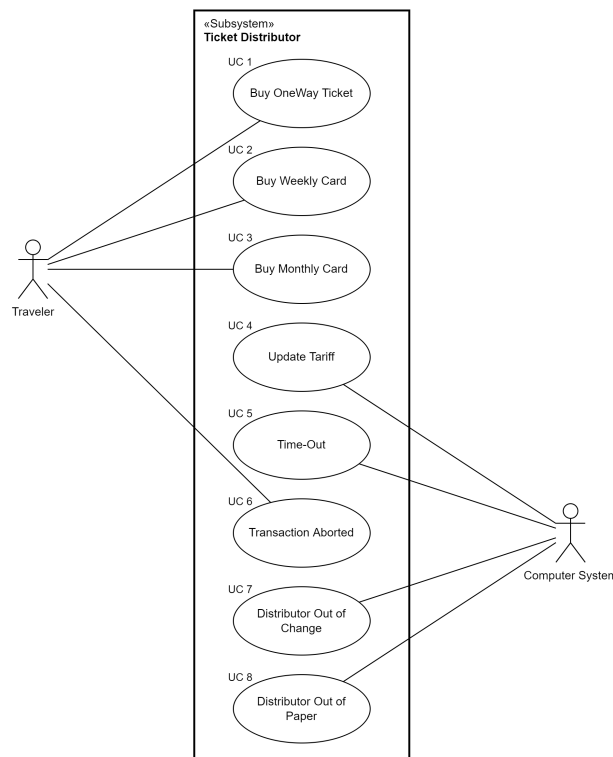 «Subsystem»
Ticket Distributor
UC 1
Buy OneWay Ticket
UC 2
Buy Weekly Card
UC 3
Buy Monthly Card
Traveler
UC 4
Update Tariff
UC 5
Time-Out
UC 6
Transaction Aborted
Computer System
UC 7
Distributor Out of
Change
UC 8
Distributor Out of
Paper